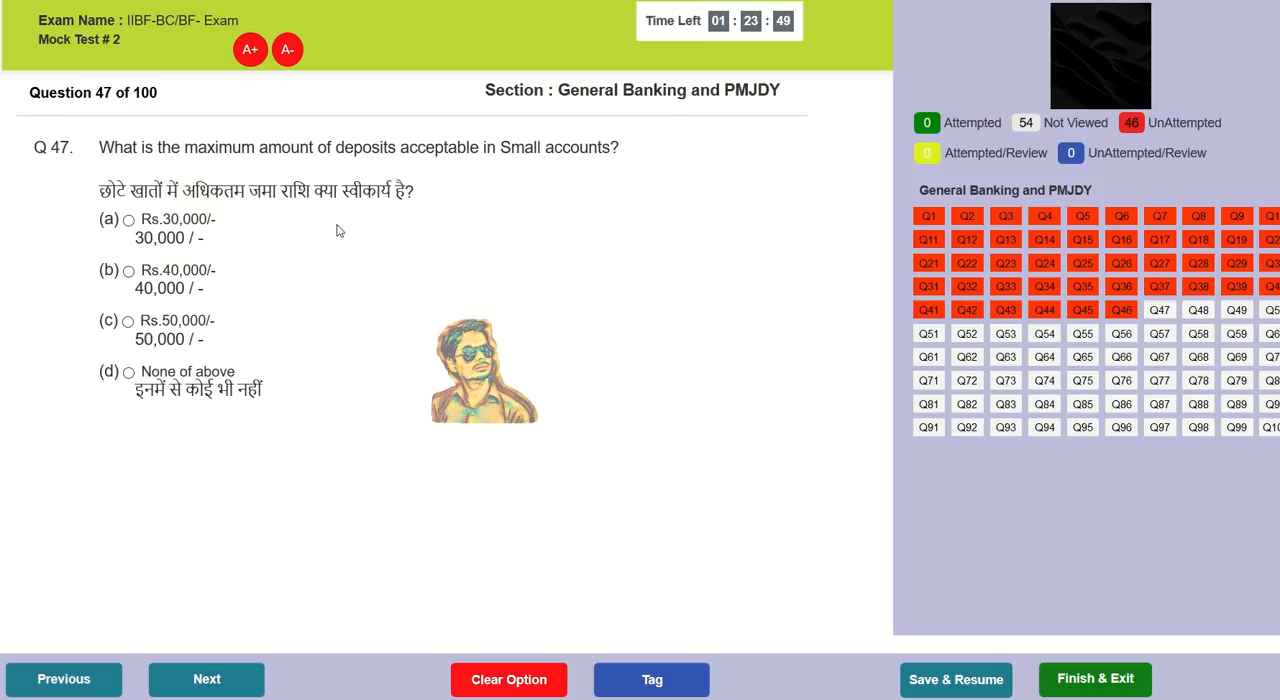 Exam Name : IIBF-BC/BF- Exam
Mock Test # 2
A+ A-
Time Left 01 : 23 : 49
Question 47 of 100
Section : General Banking and PMJDY
Q 47. What is the maximum amount of deposits acceptable in Small accounts?
छोटे खातों में अधिकतम जमा राशि क्या स्वीकार्य है?
(a) Rs.30,000/-
30,000 / -
(b) Rs.40,000/-
40,000 / -
(c) Rs.50,000/-
50,000 / -
(d) None of above
इनमें से कोई भी नहीं
0 Attempted 54 Not Viewed 46 UnAttempted
0 Attempted/Review 0 UnAttempted/Review
General Banking and PMJDY
Q1 Q2 Q3 Q4 Q5 Q6 Q7 Q8 Q9
Q11 Q12 Q13 Q14 Q15 Q16 Q17 Q18 Q19
Q21 Q22 Q23 Q24 Q25 Q26 Q27 Q28 Q29
Q31 Q32 Q33 Q34 Q35 Q36 Q37 Q38 Q39
Q41 Q42 Q43 Q44 Q45 Q46 Q47 Q48 Q49
Q51 Q52 Q53 Q54 Q55 Q56 Q57 Q58 Q59
Q61 Q62 Q63 Q64 Q65 Q66 Q67 Q68 Q69
Q71 Q72 Q73 Q74 Q75 Q76 Q77 Q78 Q79
Q81 Q82 Q83 Q84 Q85 Q86 Q87 Q88 Q89
Q91 Q92 Q93 Q94 Q95 Q96 Q97 Q98 Q99
Previous Next Clear Option Tag Save & Resume Finish & Exit